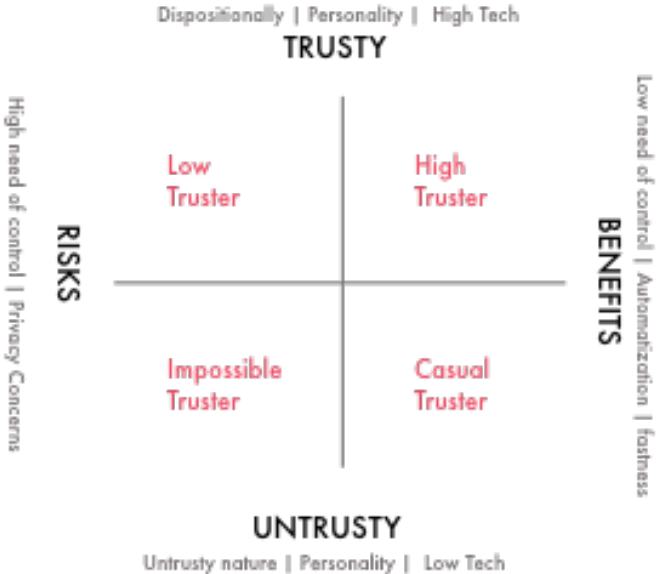 Dispositionally | Personality | High Tech
TRUSTY
High need of control | Privacy Concerns
RISKS
Low
Truster
High
Truster
BENEFITS
Low need of control | Automatization | fastness
Impossible
Truster
Casual
Truster
UNTRUSTY
Untrusty nature | Personality | Low Tech